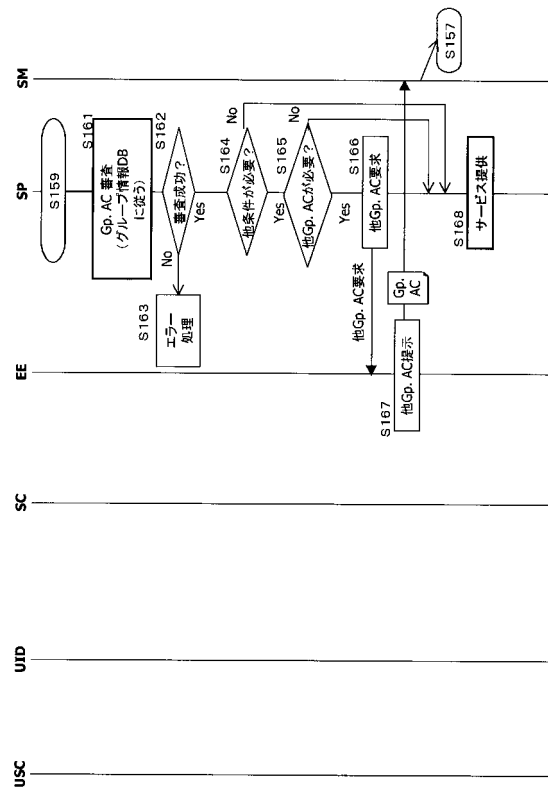 USC
UID
SC
EE
SP
SM
S159
S161
Gp. AC 審査
(グループ情報DB
に従う)
S162
審査成功?
No
Yes
S163
エラー
処理
S164
他条件が必要?
No
Yes
S165
他Gp. ACが必要?
No
Yes
S166
他Gp. AC要求
他Gp. AC要求
S167
他Gp. AC提示
Gp.
AC
S157
S168
サービス提供